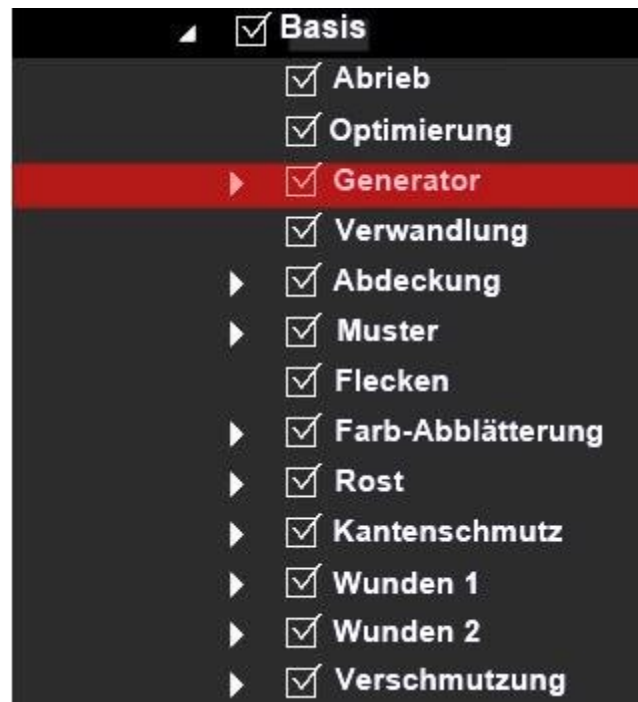 Basis
Abrieb
Optimierung
Generator
Verwandlung
Abdeckung
Muster
Flecken
Farb-Abblätterung
Rost
Kantenschmutz
Wunden 1
Wunden 2
Verschmutzung